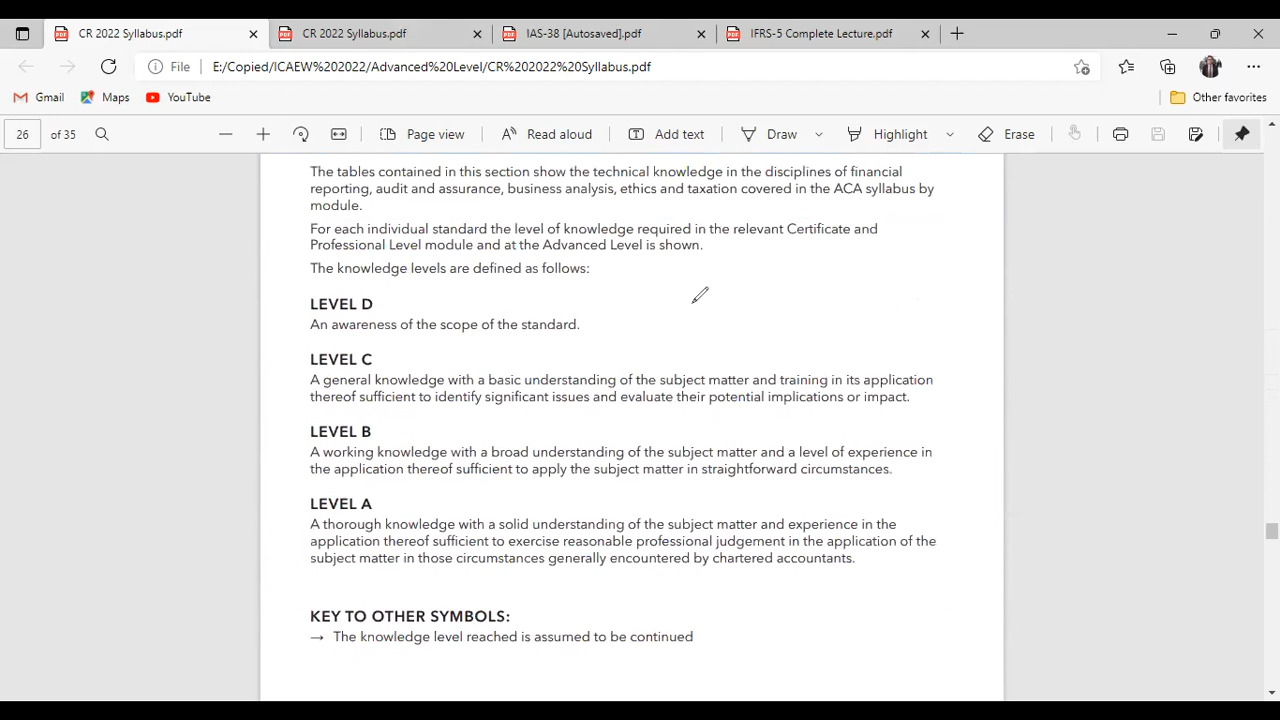 CR 2022 Syllabus.pdf
CR 2022 Syllabus.pdf
IAS-38 [Autosaved].pdf
IFRS-5 Complete Lecture.pdf
File E:/Copied/ICAEW%202022/Advanced%20Level/CR%202022%20Syllabus.pdf
Gmail Maps YouTube Other favorites
26 of 35 Page view Read aloud Add text Draw Highlight Erase
The tables contained in this section show the technical knowledge in the disciplines of financial
reporting, audit and assurance, business analysis, ethics and taxation covered in the ACA syllabus by
module.
For each individual standard the level of knowledge required in the relevant Certificate and
Professional Level module and at the Advanced Level is shown.
The knowledge levels are defined as follows:
LEVEL D
An awareness of the scope of the standard.
LEVEL C
A general knowledge with a basic understanding of the subject matter and training in its application
thereof sufficient to identify significant issues and evaluate their potential implications or impact.
LEVEL B
A working knowledge with a broad understanding of the subject matter and a level of experience in
the application thereof sufficient to apply the subject matter in straightforward circumstances.
LEVEL A
A thorough knowledge with a solid understanding of the subject matter and experience in the
application thereof sufficient to exercise reasonable professional judgement in the application of the
subject matter in those circumstances generally encountered by chartered accountants.
KEY TO OTHER SYMBOLS:
→ The knowledge level reached is assumed to be continued